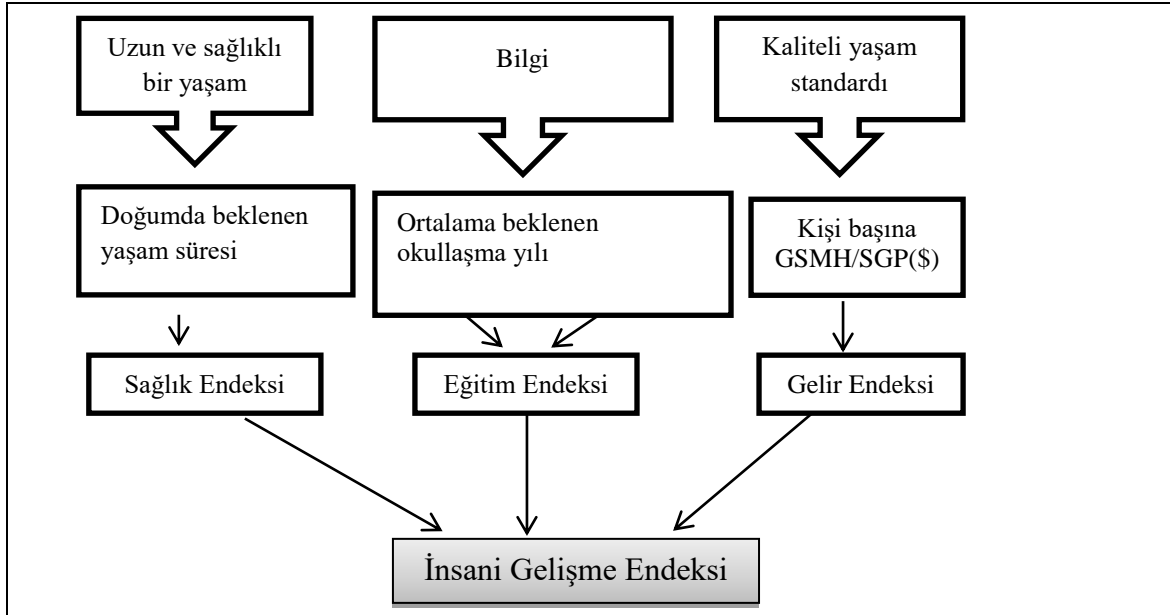 Uzun ve sağlıklı
bir yaşam
Bilgi
Kaliteli yaşam
standardı
Doğumda beklenen
yaşam süresi
Ortalama beklenen
okullaşma yılı
Kişi başına
GSMH/SGP($)
Sağlık Endeksi
Eğitim Endeksi
Gelir Endeksi
İnsani Gelişme Endeksi